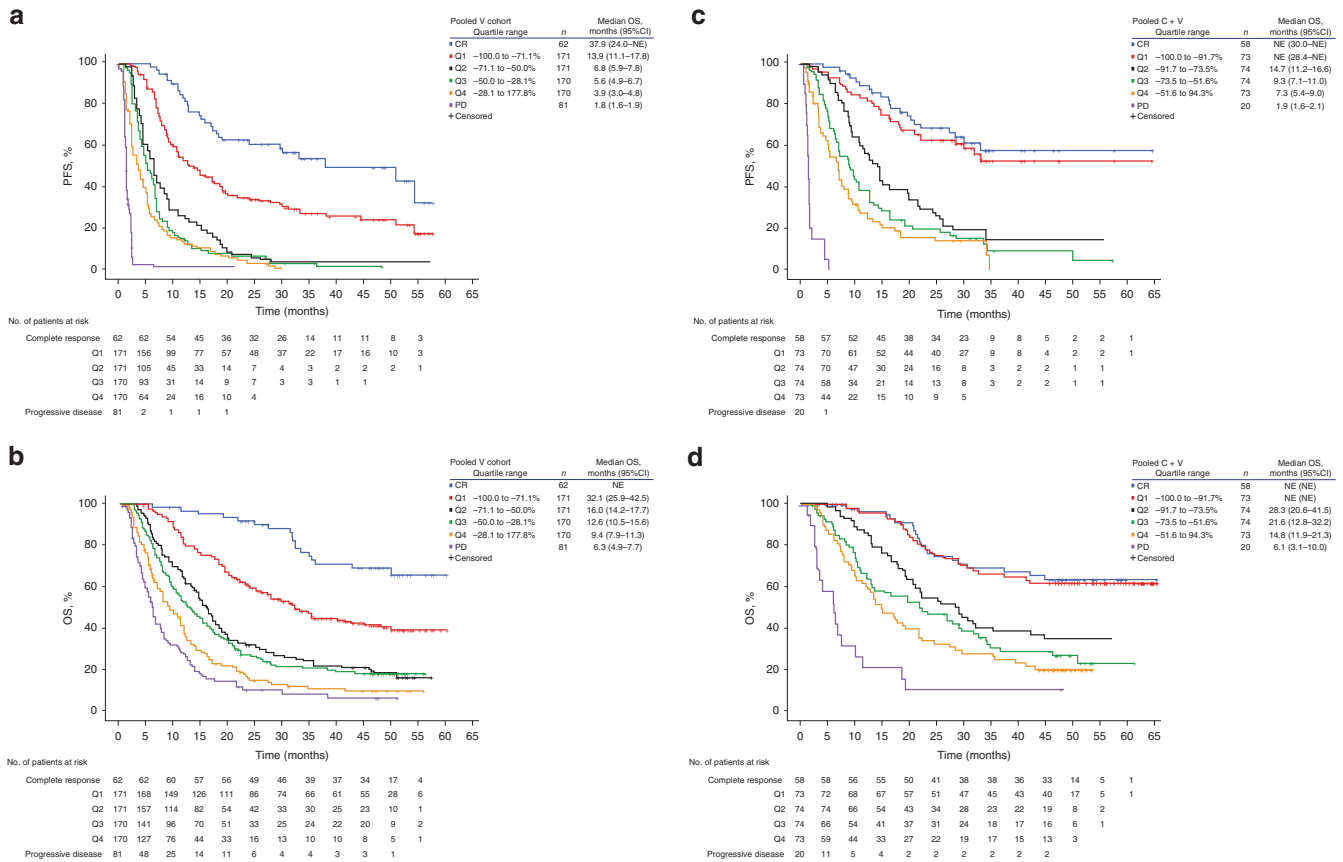 a
Pooled V cohort
Quartile range n Median OS, months (95%CI)
CR 62 37.9 (24.0–NE)
Q1 −100.0 to −71.1% 171 13.9 (11.1–17.8)
Q2 −71.1 to −50.0% 171 6.8 (5.9–7.8)
Q3 −50.0 to −28.1% 170 5.6 (4.9–6.7)
Q4 −28.1 to 177.8% 170 3.9 (3.0–4.8)
PD 81 1.8 (1.6–1.9)
Censored
PFS, %
100
80
60
40
20
0
0 5 10 15 20 25 30 35 40 45 50 55 60 65
Time (months)
No. of patients at risk
Complete response 62 62 54 45 36 32 26 14 11 11 8 3
Q1 171 156 99 77 57 48 37 22 17 16 10 3
Q2 171 105 45 33 14 7 4 3 2 2 2 1
Q3 170 93 31 14 9 7 3 3 1 1
Q4 170 64 24 16 10 4
Progressive disease 81 2 1 1 1
c
Pooled C + V
Quartile range n Median OS, months (95%CI)
CR 58 NE (30.0–NE)
Q1 −100.0 to −91.7% 73 NE (28.4–NE)
Q2 −91.7 to −73.5% 74 14.7 (11.2–16.6)
Q3 −73.5 to −51.6% 74 9.3 (7.1–11.0)
Q4 −51.6 to 94.3% 73 7.3 (5.4–9.0)
PD 20 1.9 (1.6–2.1)
Censored
PFS, %
100
80
60
40
20
0
0 5 10 15 20 25 30 35 40 45 50 55 60 65
Time (months)
No. of patients at risk
Complete response 58 57 52 45 38 34 23 9 8 5 2 2 1
Q1 73 70 61 52 44 40 27 9 8 4 2 2 1
Q2 74 70 47 30 24 16 8 3 2 2 1 1
Q3 74 58 34 21 14 13 8 3 2 2 1 1
Q4 73 44 22 15 10 9 5
Progressive disease 20 1
b
Pooled V cohort
Quartile range n Median OS, months (95%CI)
CR 62 NE
Q1 −100.0 to −71.1% 171 32.1 (25.9–42.5)
Q2 −71.1 to −50.0% 171 16.0 (14.2–17.7)
Q3 −50.0 to −28.1% 170 12.6 (10.5–15.6)
Q4 −28.1 to 177.8% 170 9.4 (7.9–11.3)
PD 81 6.3 (4.9–7.7)
Censored
OS, %
100
80
60
40
20
0
0 5 10 15 20 25 30 35 40 45 50 55 60 65
Time (months)
No. of patients at risk
Complete response 62 62 60 57 56 49 46 39 37 34 17 4
Q1 171 168 149 126 111 86 74 66 61 55 28 6
Q2 171 157 114 82 54 42 33 30 25 23 10 1
Q3 170 141 96 70 51 33 25 24 22 20 9 2
Q4 170 127 76 44 33 16 13 10 10 8 5 1
Progressive disease 81 48 25 14 11 6 4 4 3 3 1
d
Pooled C + V
Quartile range n Median OS, months (95%CI)
CR 58 NE (NE)
Q1 −100.0 to −91.7% 73 NE (NE)
Q2 −91.7 to −73.5% 74 28.3 (20.6–41.5)
Q3 −73.5 to −51.6% 74 21.6 (12.8–32.2)
Q4 −51.6 to 94.3% 73 14.8 (11.9–21.3)
PD 20 6.1 (3.1–10.0)
Censored
OS, %
100
80
60
40
20
0
0 5 10 15 20 25 30 35 40 45 50 55 60 65
Time (months)
No. of patients at risk
Complete response 58 58 56 55 50 41 38 38 36 33 14 5 1
Q1 73 72 68 67 57 51 47 45 43 40 17 5 1
Q2 74 74 66 54 43 34 28 23 22 19 8 2
Q3 74 66 54 41 37 31 24 18 17 16 6 1
Q4 73 59 44 33 27 22 19 17 15 13 3
Progressive disease 20 11 5 4 2 2 2 2 2 2